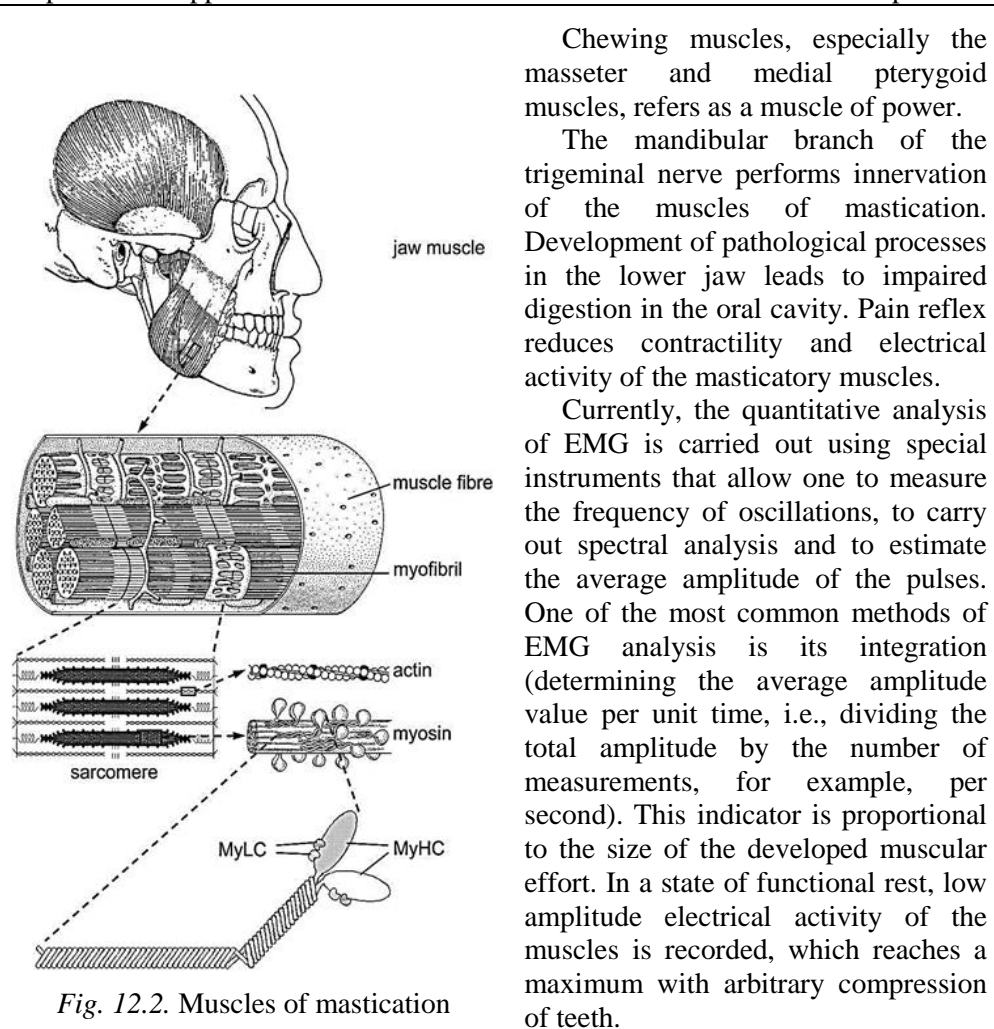 jaw muscle
muscle fibre
myofibril
actin
myosin
sarcomere
MyLC
MyHC
Fig. 12.2. Muscles of mastication
Chewing muscles, especially the
masseter and medial pterygoid
muscles, refers as a muscle of power.
The mandibular branch of the
trigeminal nerve performs innervation
of the muscles of mastication.
Development of pathological processes
in the lower jaw leads to impaired
digestion in the oral cavity. Pain reflex
reduces contractility and electrical
activity of the masticatory muscles.
Currently, the quantitative analysis
of EMG is carried out using special
instruments that allow one to measure
the frequency of oscillations, to carry
out spectral analysis and to estimate
the average amplitude of the pulses.
One of the most common methods of
EMG analysis is its integration
(determining the average amplitude
value per unit time, i.e., dividing the
total amplitude by the number of
measurements, for example, per
second). This indicator is proportional
to the size of the developed muscular
effort. In a state of functional rest, low
amplitude electrical activity of the
muscles is recorded, which reaches a
maximum with arbitrary compression
of teeth.